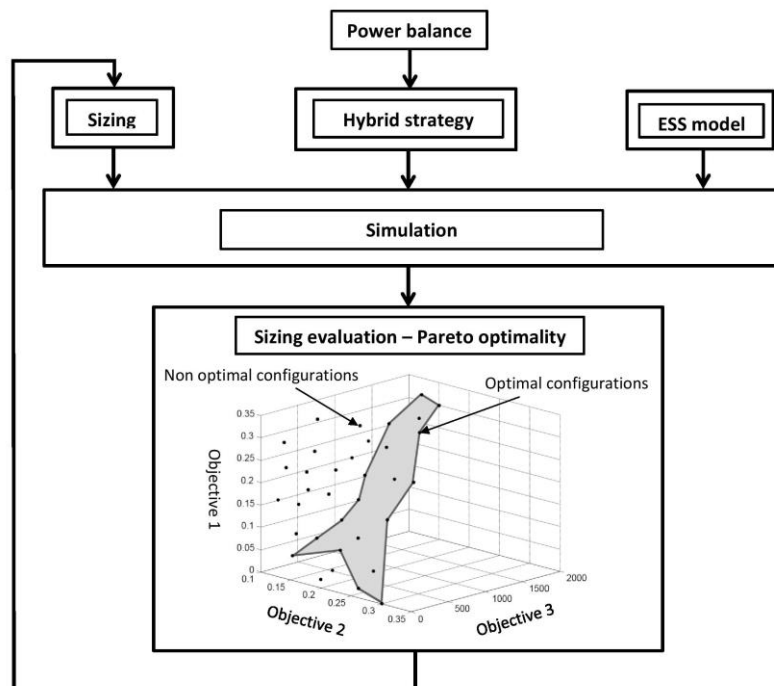 Power balance
Sizing
Hybrid strategy
ESS model
Simulation
Sizing evaluation – Pareto optimality
Non optimal configurations
Optimal configurations
Objective 1
0.35
0.3
0.25
0.2
0.15
0.1
0.05
0
0.1
0.15
0.2
0.25
0.3
0.35
Objective 2
0
500
1000
1500
2000
Objective 3